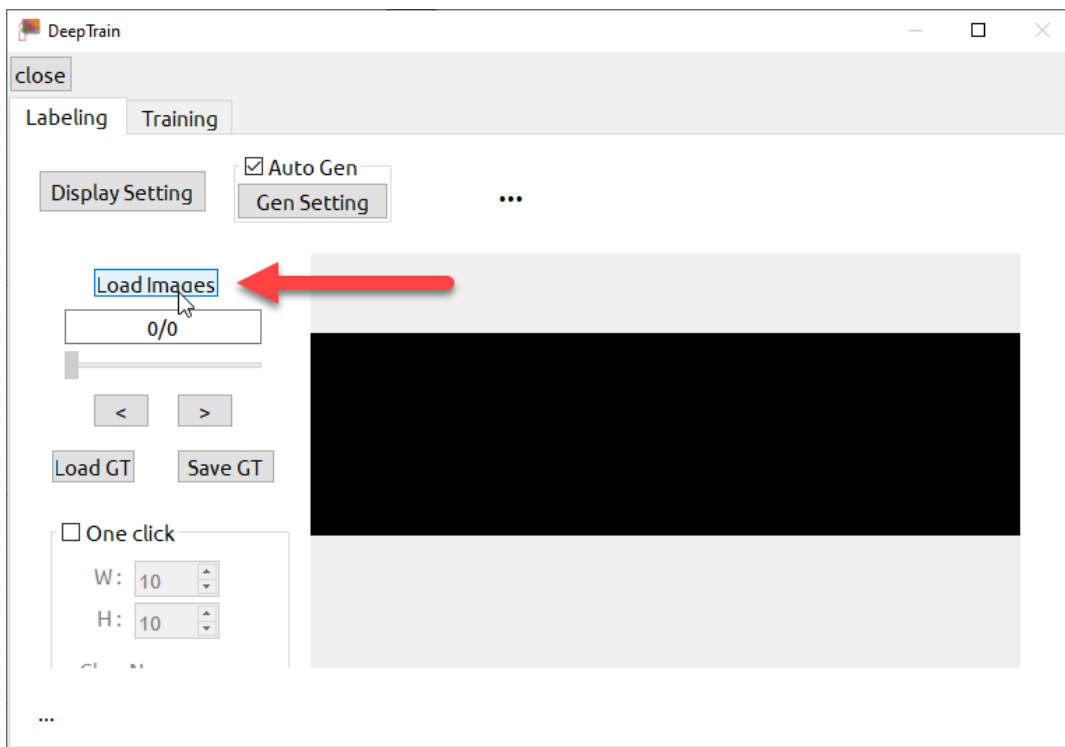 DeepTrain
close
Labeling
Training
Display Setting
Auto Gen
Gen Setting
...
Load Images
0/0
<
>
Load GT
Save GT
One click
W:
10
H:
10
...